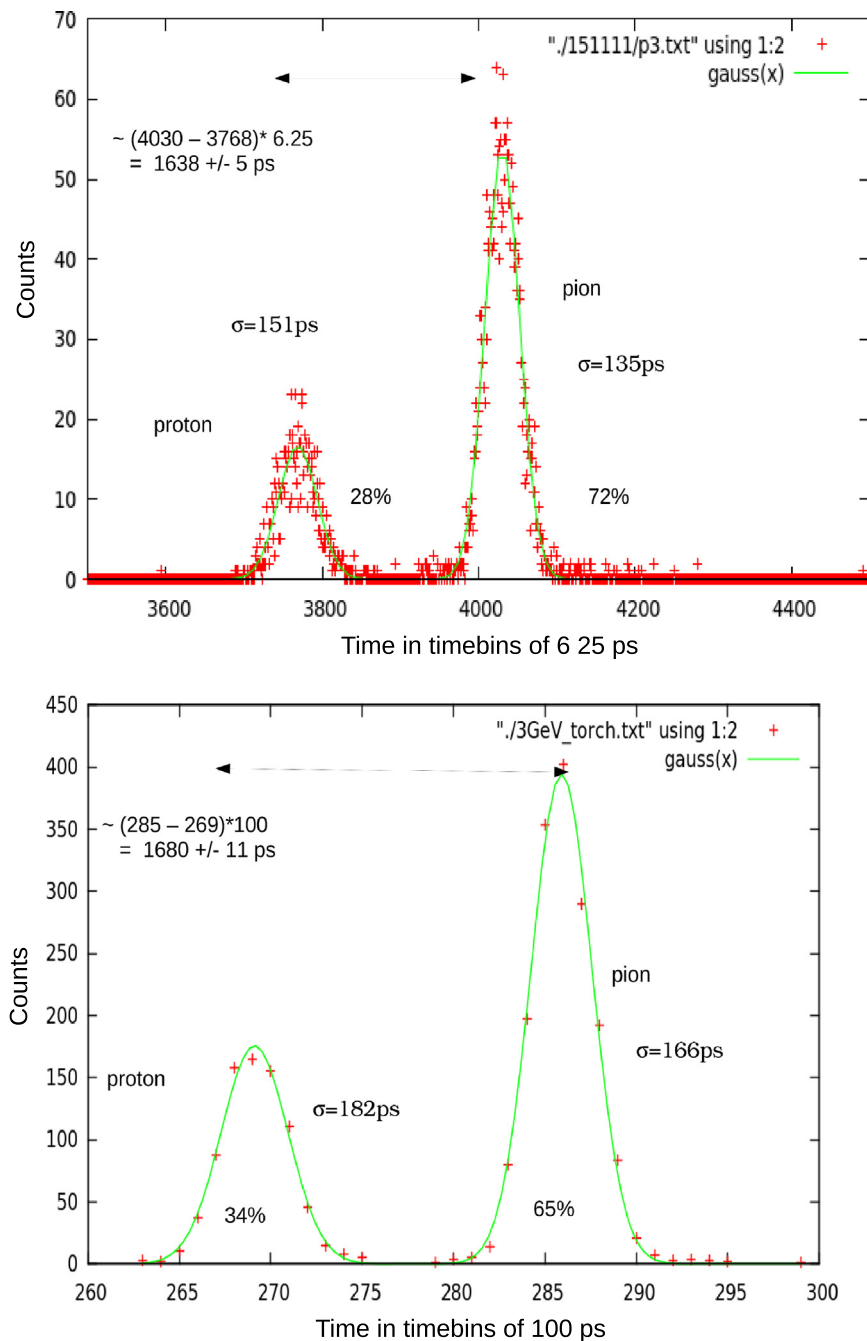 70
60
50
40
30
20
10
0
Counts
"./151111/p3.txt" using 1:2
gauss(x)
~ (4030 – 3768)* 6.25
= 1638 +/- 5 ps
pion
σ=151ps
σ=135ps
proton
28%
72%
3600 3800 4000 4200 4400
Time in timebins of 6 25 ps
450
400
350
300
250
200
150
100
50
0
Counts
"./3GeV_torch.txt" using 1:2
gauss(x)
~ (285 – 269)*100
= 1680 +/- 11 ps
pion
σ=166ps
proton
σ=182ps
34%
65%
260 265 270 275 280 285 290 295 300
Time in timebins of 100 ps